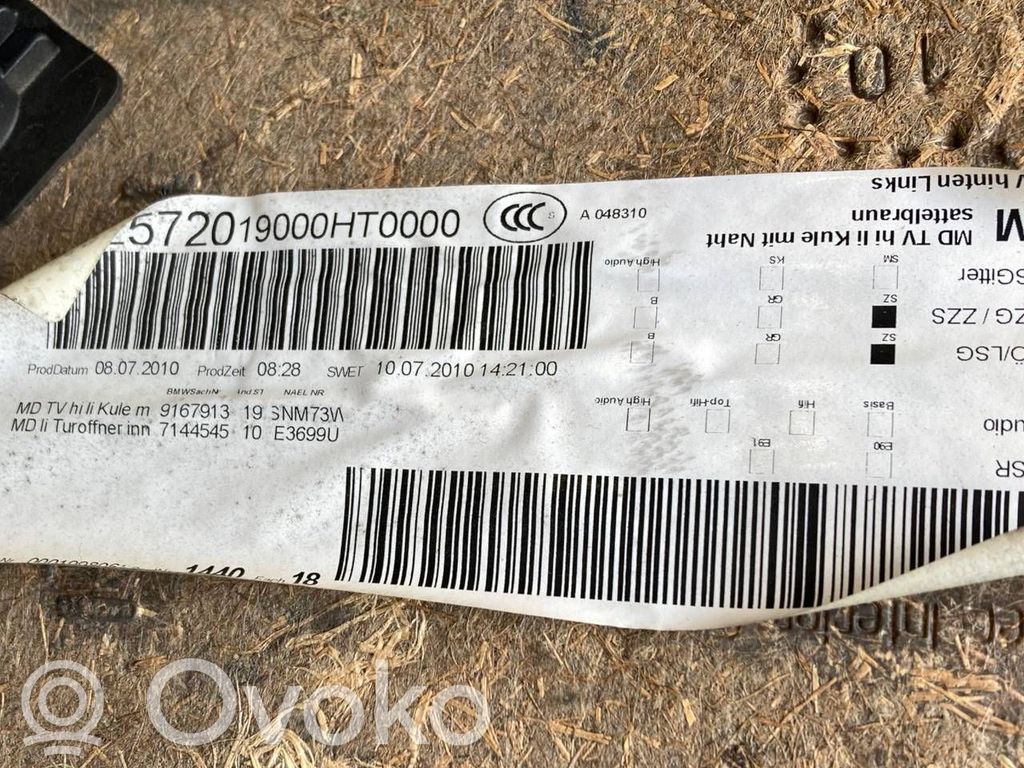 572019000HT0000 CCC S A 048310
ProdDatum 08.07.2010 ProdZeit 08:28 SWET 10.07.2010 14:21:00
BMWSachNr NAEL NR
MD TV hi li Kule m 9167913 19 SNM73W
MD li Turoffner inn 7144545 10 E3699U
1440 18
hinten Links
M
MD TV hi li Kule mit Naht
sattelbraun
Gitter SM KS High Audio
ZG / ZZS SZ GR B
/LSG SZ GR B
udio Basis Hifi Top-Hifi High Audio
SR E90 E91
Interior
Ovoko